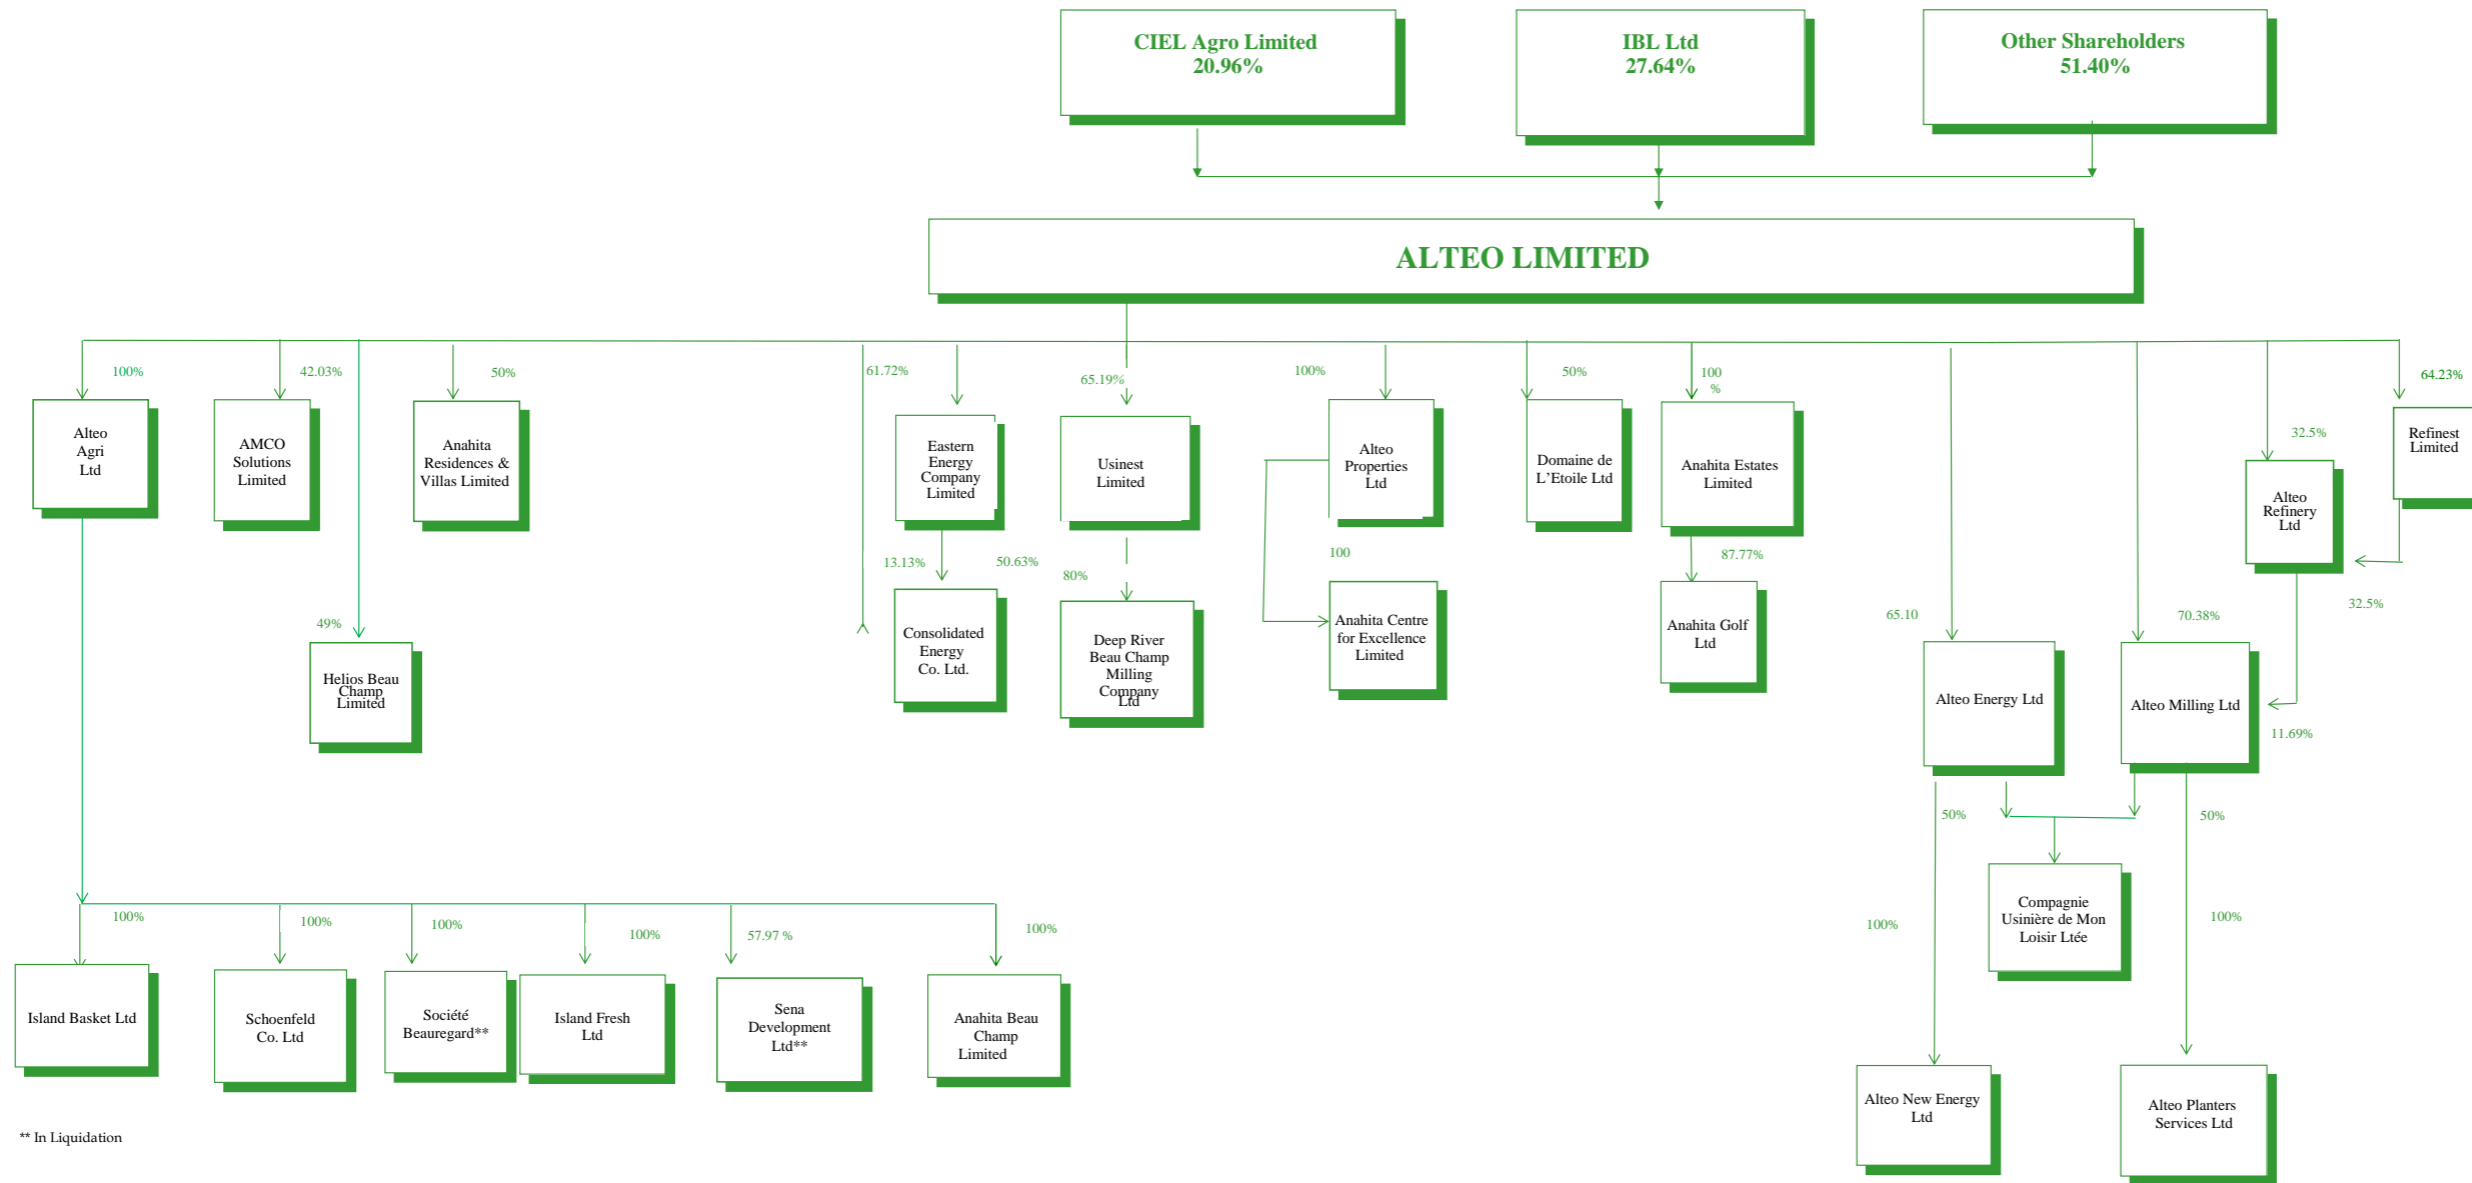 CIEL Agro Limited
20.96%
IBL Ltd
27.64%
Other Shareholders
51.40%
ALTEO LIMITED
100%
42.03%
50%
61.72%
65.19%
100%
50%
100
%
64.23%
Alteo
Agri
Ltd
AMCO
Solutions
Limited
Anahita
Residences &
Villas Limited
Eastern
Energy
Company
Limited
Usinest
Limited
Alteo
Properties
Ltd
Domaine de
L’Etoile Ltd
Anahita Estates
Limited
32.5%
Alteo
Refinery
Ltd
Refinest
Limited
13.13%
50.63%
80%
100
87.77%
49%
65.10
70.38%
32.5%
Helios Beau
Champ
Limited
Consolidated
Energy
Co. Ltd.
Deep River
Beau Champ
Milling
Company
Ltd
Anahita Centre
for Excellence
Limited
Anahita Golf
Ltd
Alteo Energy Ltd
Alteo Milling Ltd
11.69%
50%
50%
Compagnie
Usinière de Mon
Loisir Ltée
100%
100%
100%
100%
100%
100%
57.97 %
100%
Island Basket Ltd
Schoenfeld
Co. Ltd
Société
Beauregard**
Island Fresh
Ltd
Sena
Development
Ltd**
Anahita Beau
Champ
Limited
Alteo New Energy
Ltd
Alteo Planters
Services Ltd
** In Liquidation